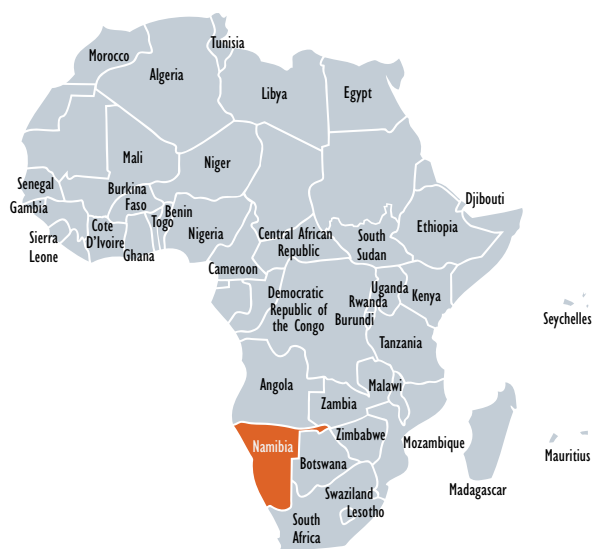 Tunisia
Morocco
Algeria
Libya
Egypt
Mali
Niger
Senegal
Burkina
Faso
Gambia
Benin
Togo
Cote
D'Ivoire
Sierra
Leone
Ghana
Nigeria
Cameroon
Central African
Republic
South
Sudan
Ethiopia
Djibouti
Uganda
Kenya
Rwanda
Burundi
Democratic
Republic of
the Congo
Seychelles
Tanzania
Angola
Malawi
Zambia
Namibia
Zimbabwe
Mozambique
Botswana
Mauritius
Madagascar
Swaziland
Lesotho
South
Africa